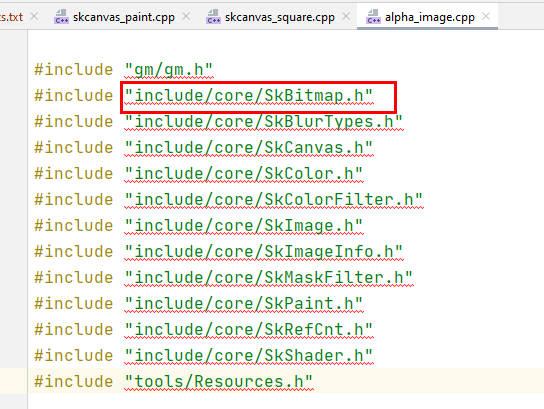 ts.txt × C++ skcanvas_paint.cpp × C++ skcanvas_square.cpp × C++ alpha_image.cpp ×
#include "gm/gm.h"
#include "include/core/SkBitmap.h"
#include "include/core/SkBlurTypes.h"
#include "include/core/SkCanvas.h"
#include "include/core/SkColor.h"
#include "include/core/SkColorFilter.h"
#include "include/core/SkImage.h"
#include "include/core/SkImageInfo.h"
#include "include/core/SkMaskFilter.h"
#include "include/core/SkPaint.h"
#include "include/core/SkRefCnt.h"
#include "include/core/SkShader.h"
#include "tools/Resources.h"